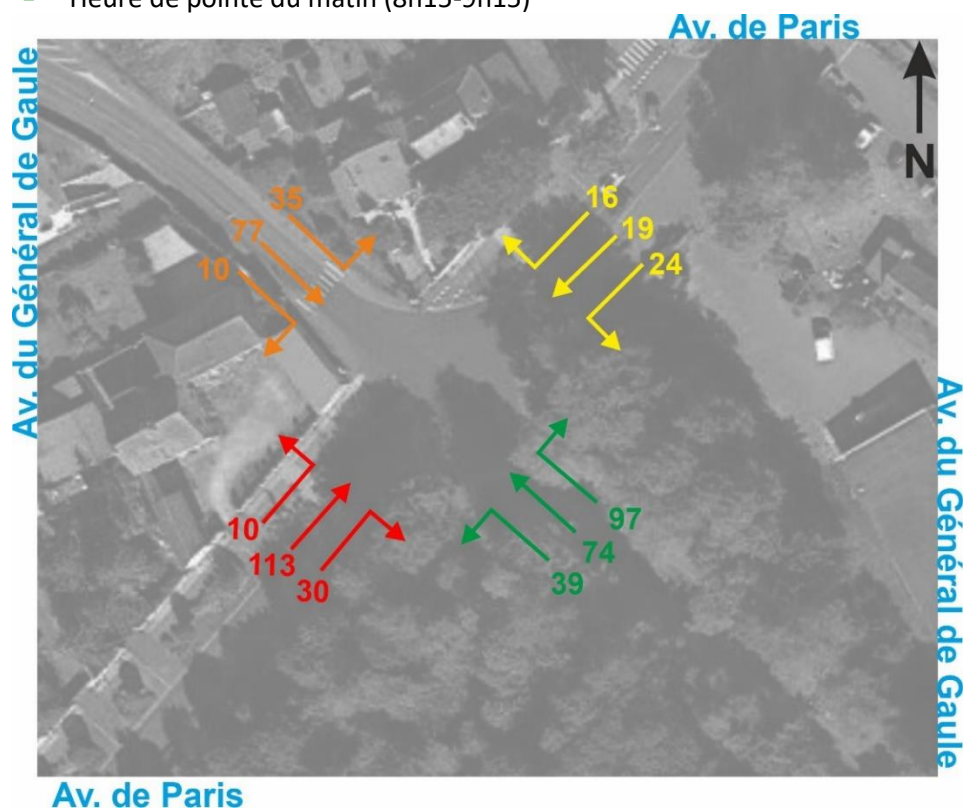 Heure de pointe du matin (8h15-9h15)
Av. de Paris
Av. du Général de Gaule
N
35
77
10
16
19
24
10
113
30
97
74
39
Av. du Général de Gaule
Av. de Paris